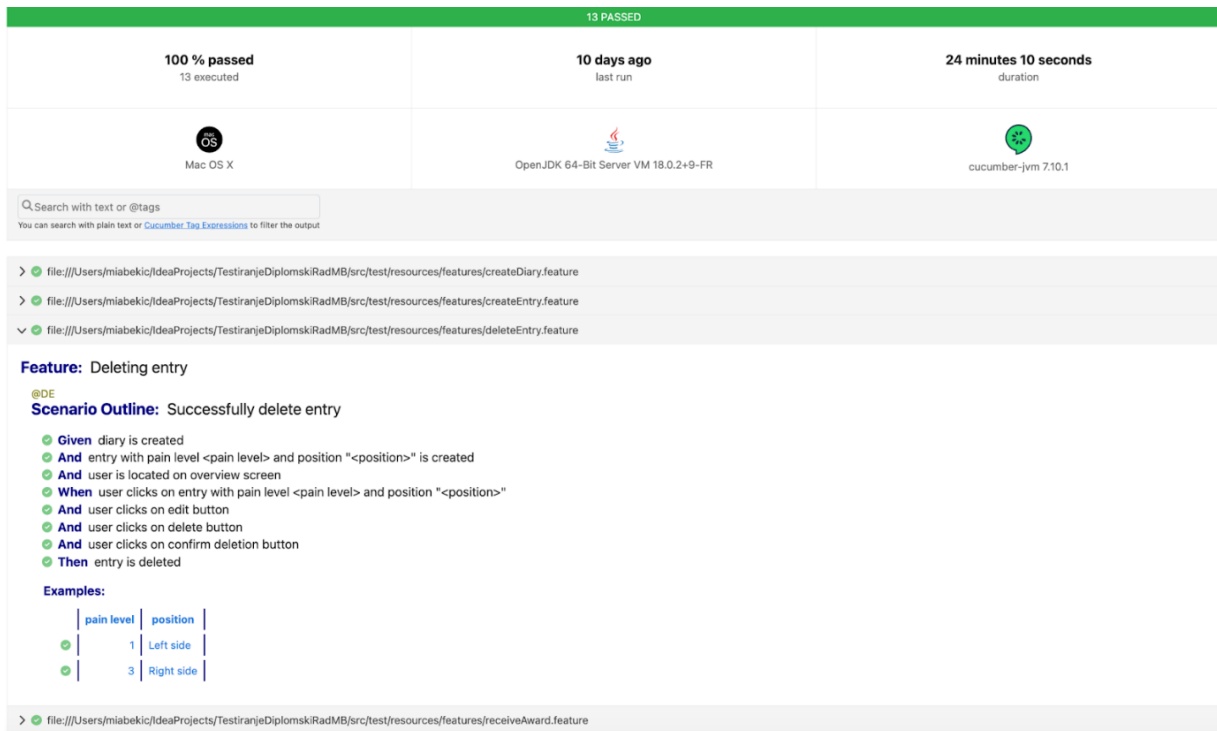 13 PASSED
100 % passed
13 executed
10 days ago
last run
24 minutes 10 seconds
duration
mac
OS
Mac OS X
OpenJDK 64-Bit Server VM 18.0.2+9-FR
cucumber-jvm 7.10.1
Search with text or @tags
You can search with plain text or Cucumber Tag Expressions to filter the output
file:///Users/miabekic/IdeaProjects/TestiranjeDiplomskiRadMB/src/test/resources/features/createDiary.feature
file:///Users/miabekic/IdeaProjects/TestiranjeDiplomskiRadMB/src/test/resources/features/createEntry.feature
file:///Users/miabekic/IdeaProjects/TestiranjeDiplomskiRadMB/src/test/resources/features/deleteEntry.feature
Feature: Deleting entry
@DE
Scenario Outline: Successfully delete entry
Given diary is created
And entry with pain level <pain level> and position "<position>" is created
And user is located on overview screen
When user clicks on entry with pain level <pain level> and position "<position>"
And user clicks on edit button
And user clicks on delete button
And user clicks on confirm deletion button
Then entry is deleted
Examples:
pain level position
1 Left side
3 Right side
file:///Users/miabekic/IdeaProjects/TestiranjeDiplomskiRadMB/src/test/resources/features/receiveAward.feature